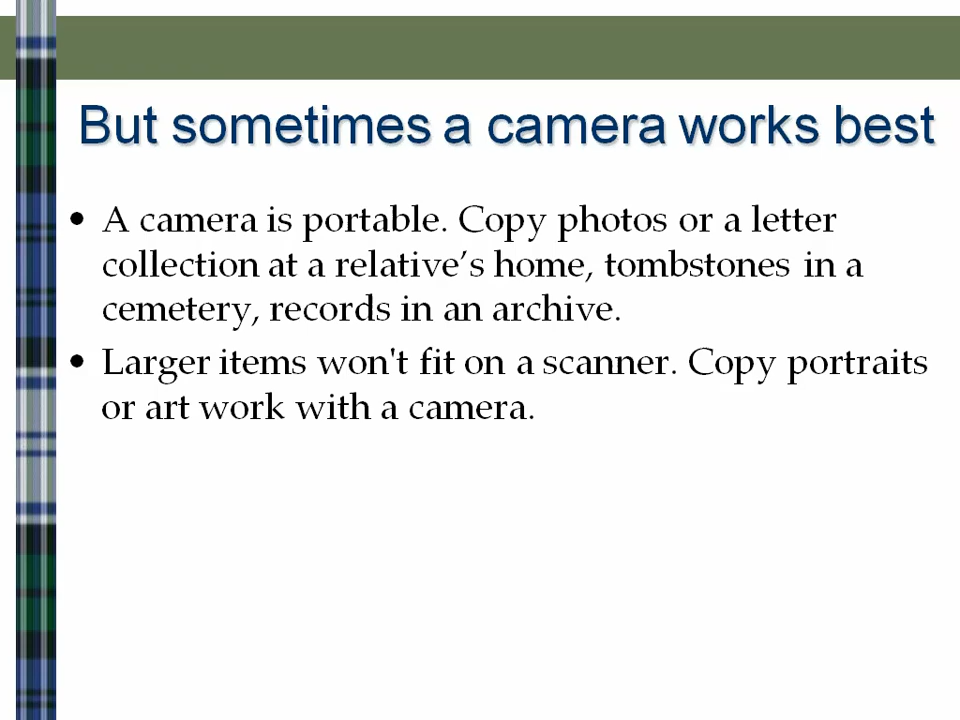 But sometimes a camera works best
• A camera is portable. Copy photos or a letter
collection at a relative’s home, tombstones in a
cemetery, records in an archive.
• Larger items won't fit on a scanner. Copy portraits
or art work with a camera.